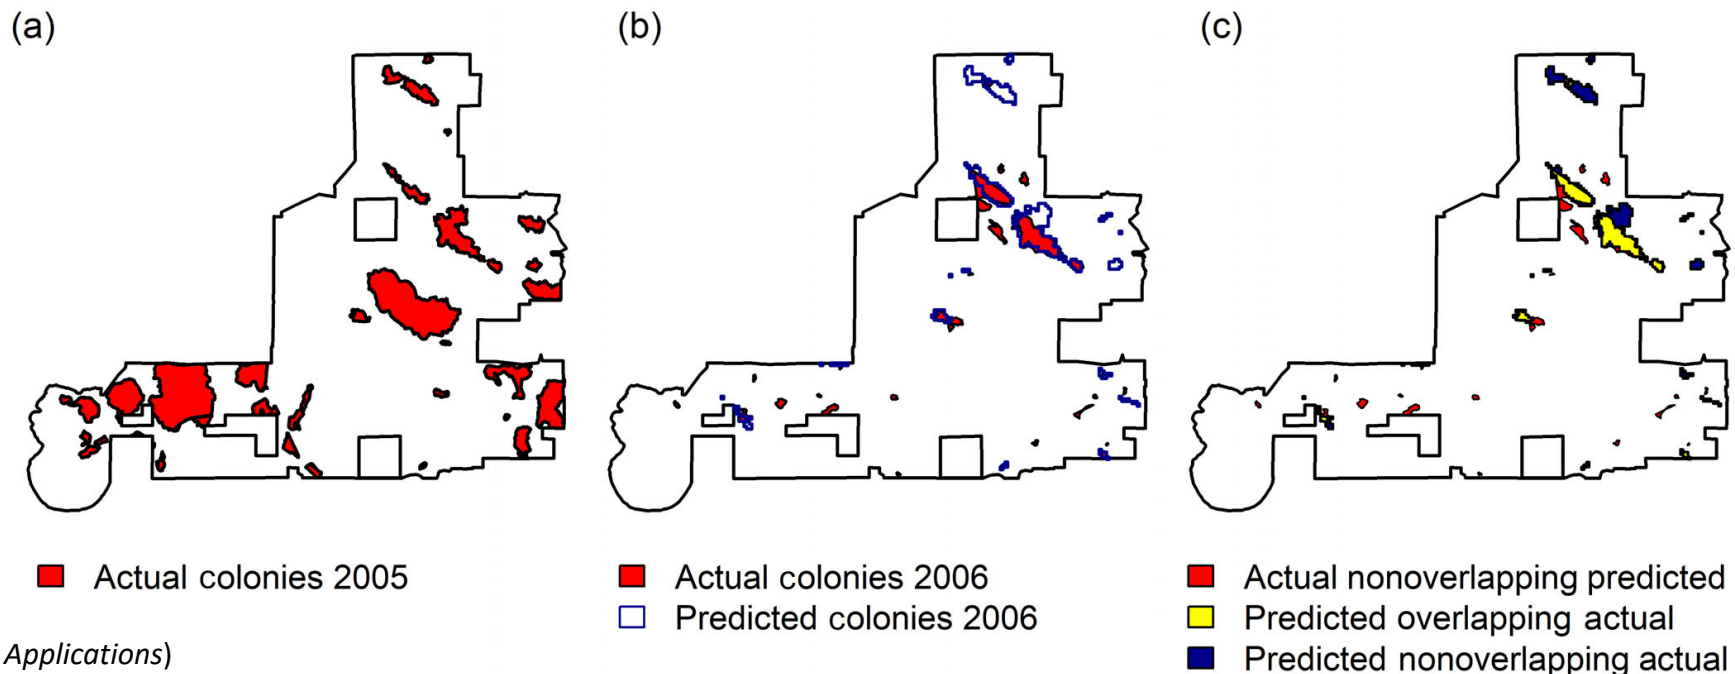 (a)
(b)
(c)
Actual colonies 2005
Actual colonies 2006
Predicted colonies 2006
Actual nonoverlapping predicted
Predicted overlapping actual
Predicted nonoverlapping actual
Applications)